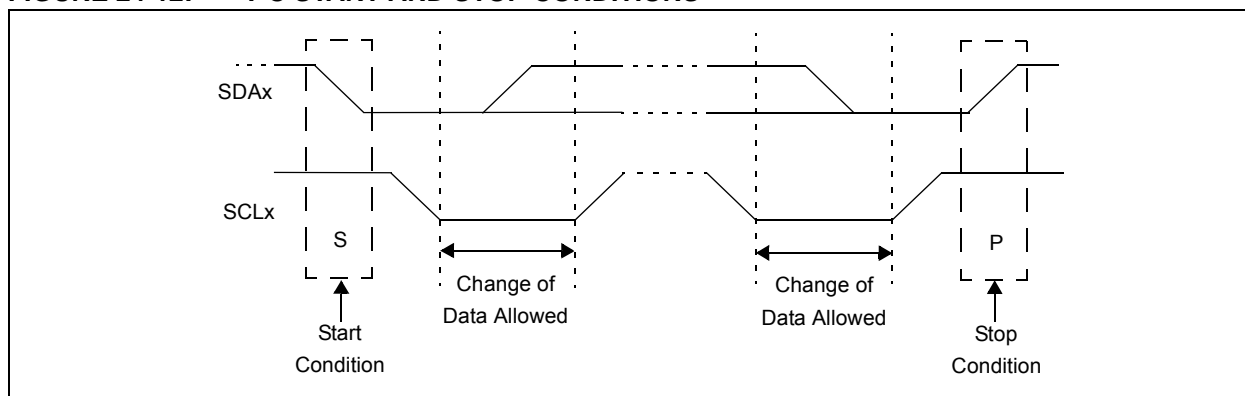 SDAx
SCLx
S
P
Change of
Data Allowed
Change of
Data Allowed
Start
Condition
Stop
Condition